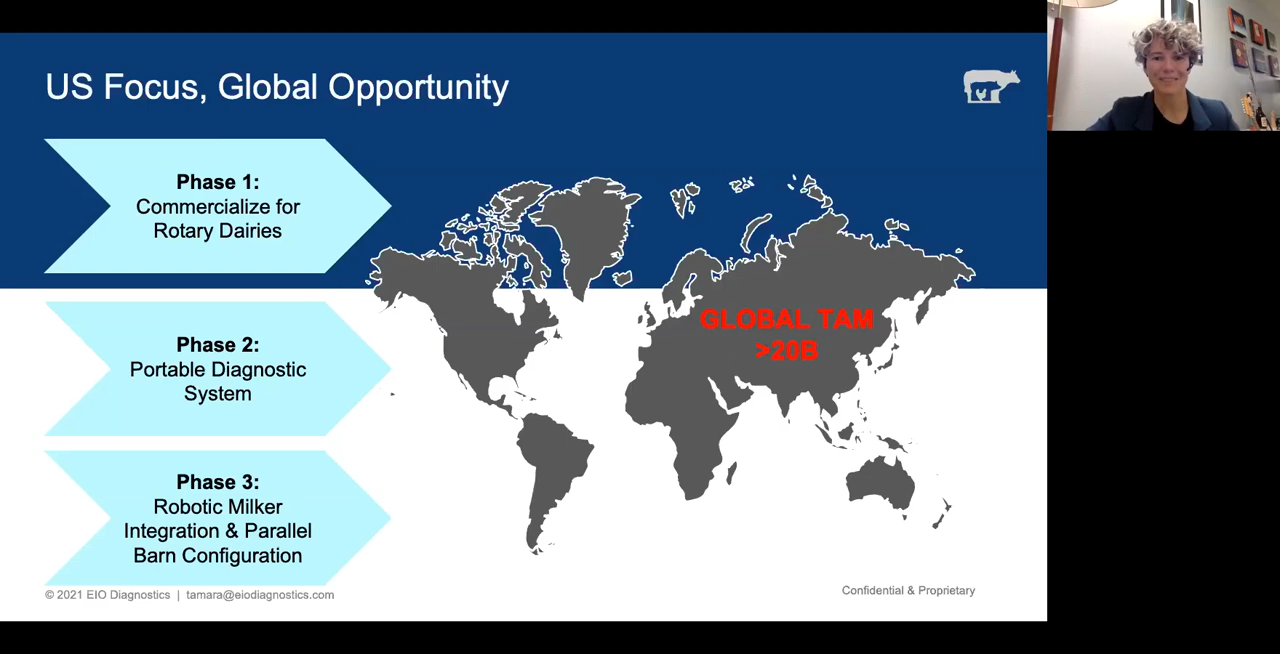 US Focus, Global Opportunity
Phase 1:
Commercialize for
Rotary Dairies
Phase 2:
Portable Diagnostic
System
Phase 3:
Robotic Milker
Integration & Parallel
Barn Configuration
GLOBAL TAM
>20B
© 2021 EIO Diagnostics | tamara@eiodiagnostics.com
Confidential & Proprietary